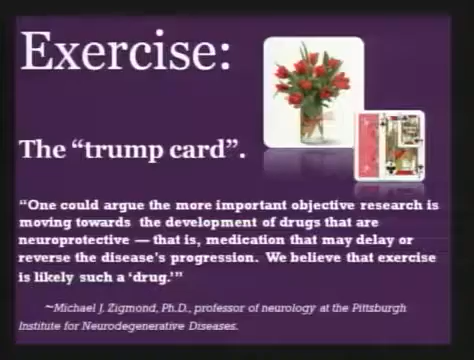 Exercise:
The “trump card”.
“One could argue the more important objective research is
moving towards the development of drugs that are
neuroprotective — that is, medication that may delay or
reverse the disease’s progression. We believe that exercise
is likely such a ‘drug.’”
~Michael J. Zigmond, Ph.D., professor of neurology at the Pittsburgh
Institute for Neurodegenerative Diseases.